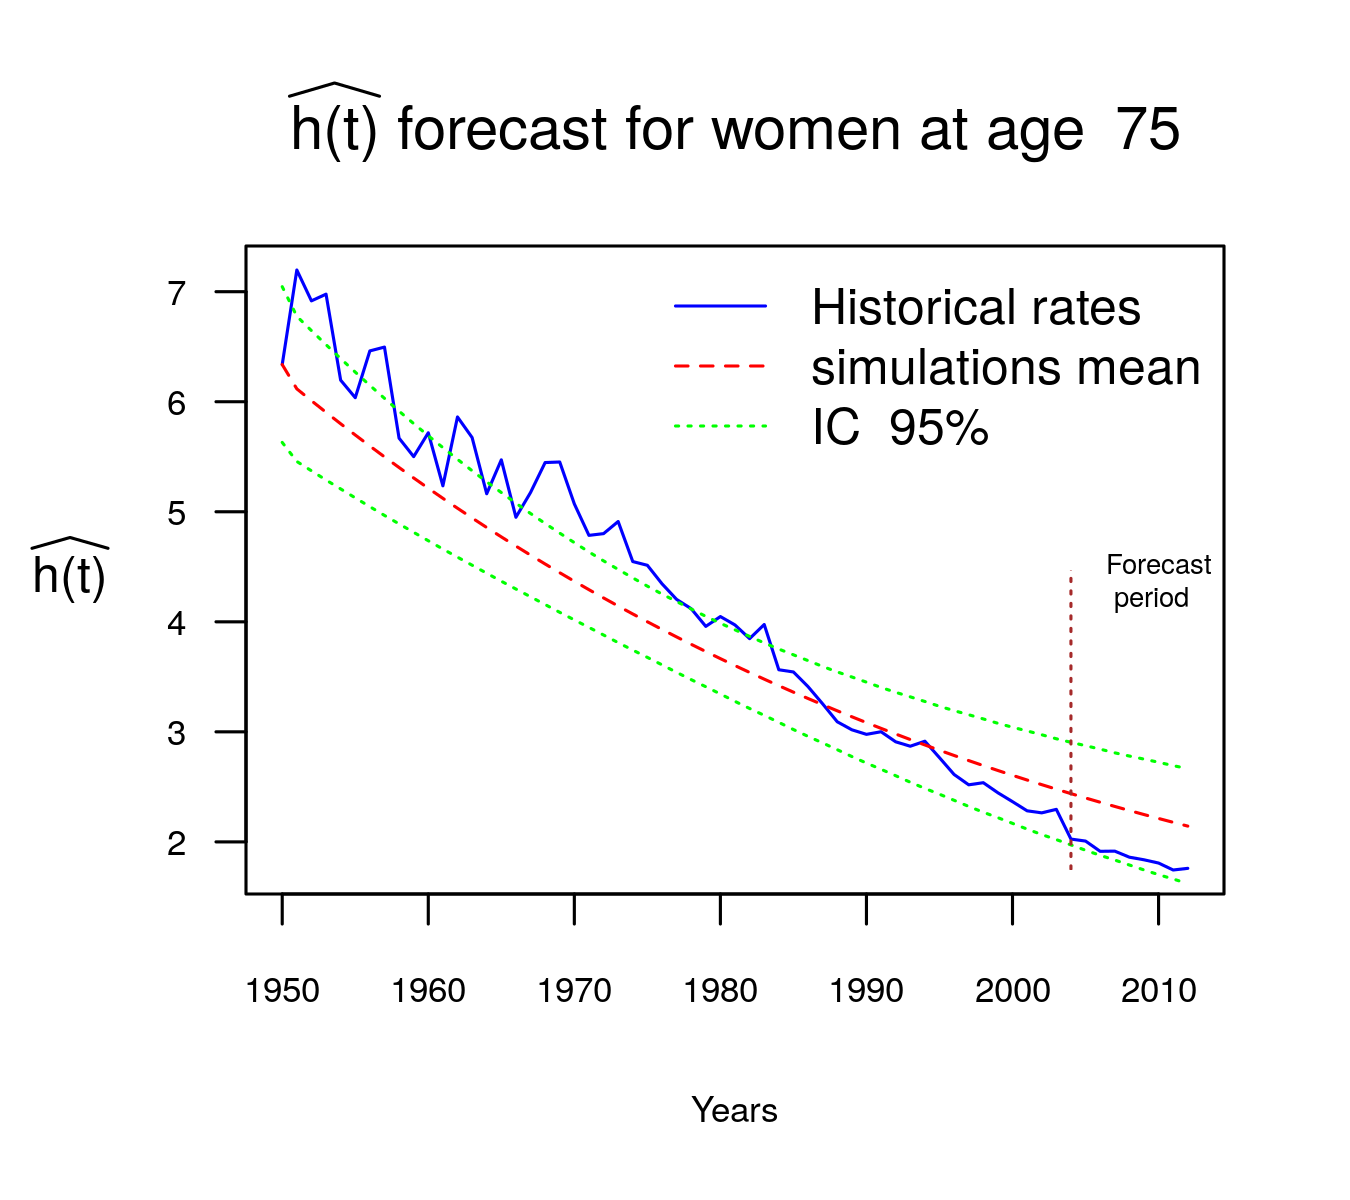 h(t) forecast for women at age 75
Historical rates
simulations mean
IC 95%
Forecast
period
h(t)
7
6
5
4
3
2
1950 1960 1970 1980 1990 2000 2010
Years